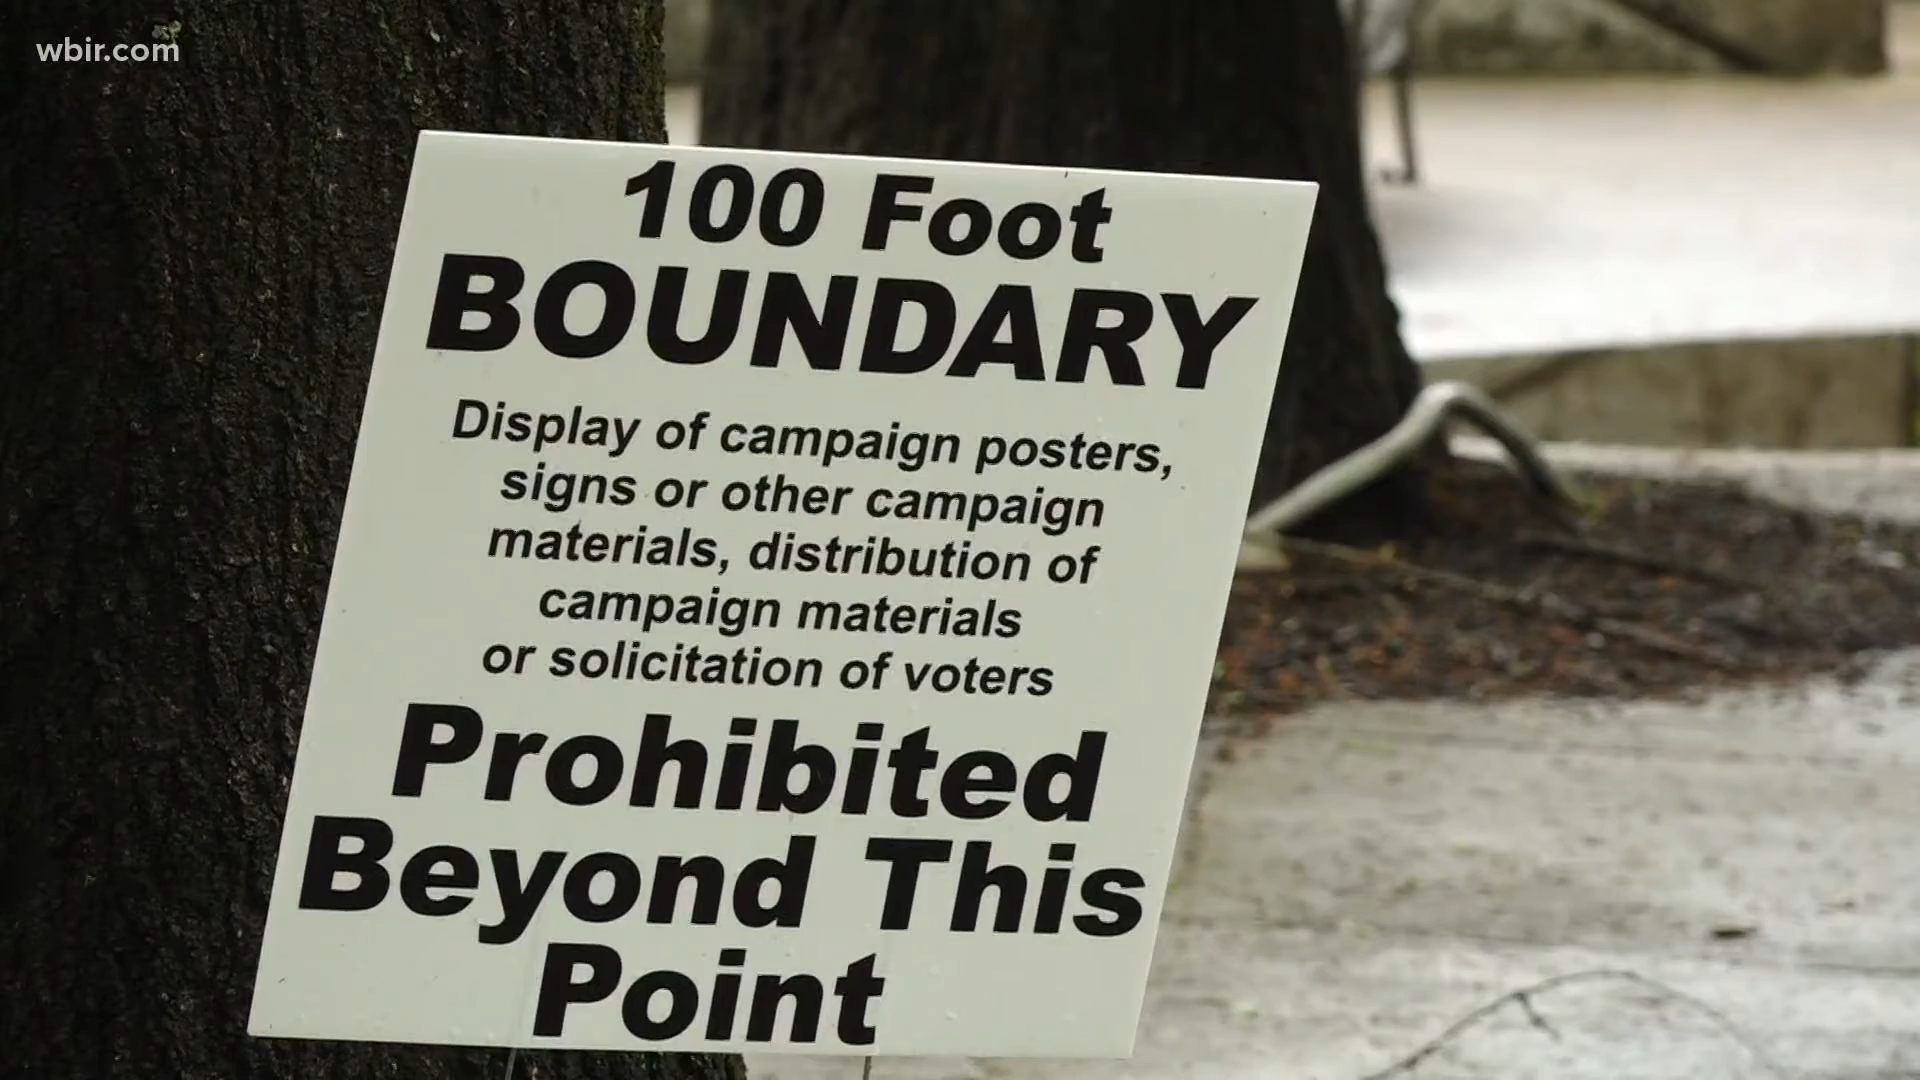 wbir.com
100 Foot
BOUNDARY
Display of campaign posters,
signs or other campaign
materials, distribution of
campaign materials
or solicitation of voters
Prohibited
Beyond This
Point